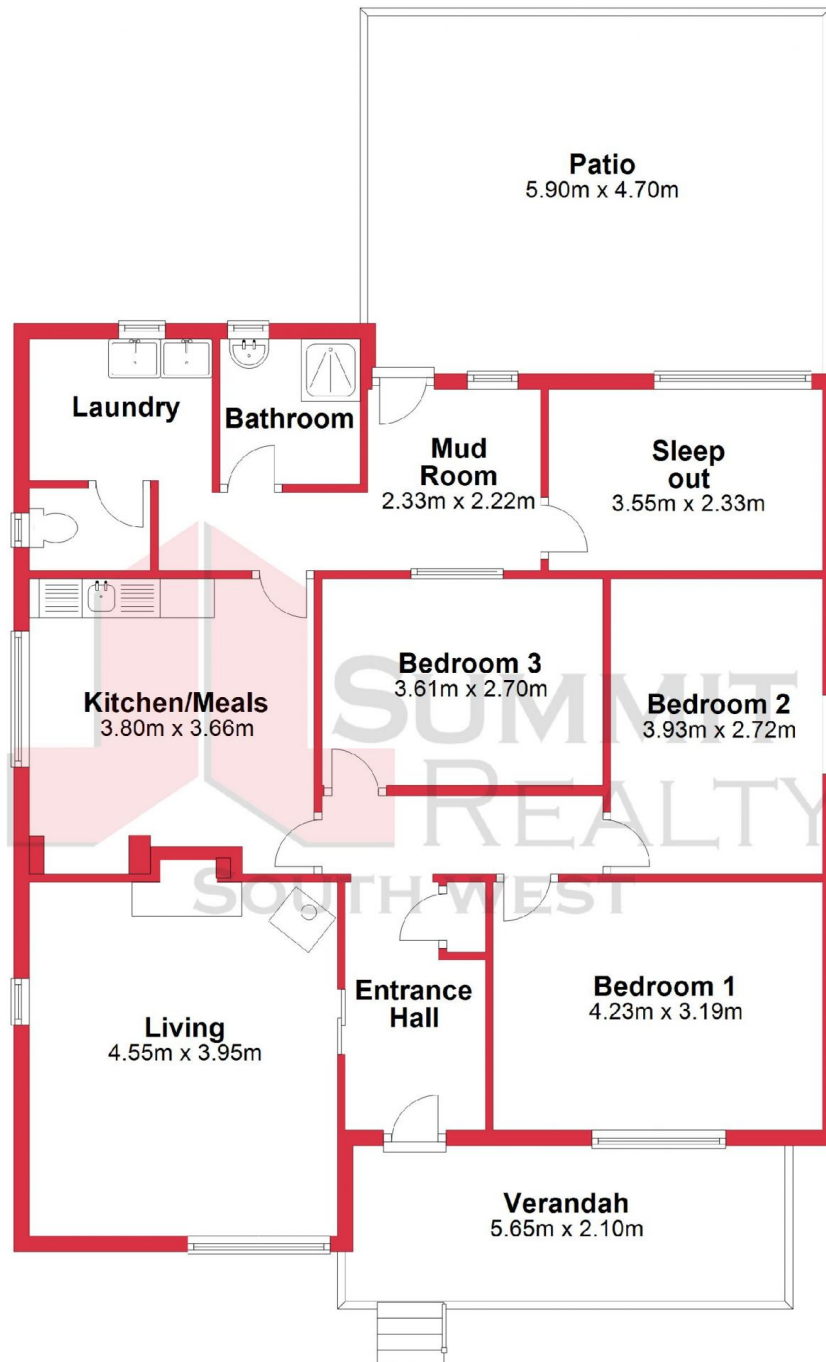 Patio
5.90m x 4.70m
Laundry
Bathroom
Mud
Room
2.33m x 2.22m
Sleep
out
3.55m x 2.33m
Kitchen/Meals
3.80m x 3.66m
Bedroom 3
3.61m x 2.70m
Bedroom 2
3.93m x 2.72m
SUMMIT
REALTY
SOUTH WEST
Living
4.55m x 3.95m
Entrance
Hall
Bedroom 1
4.23m x 3.19m
Verandah
5.65m x 2.10m